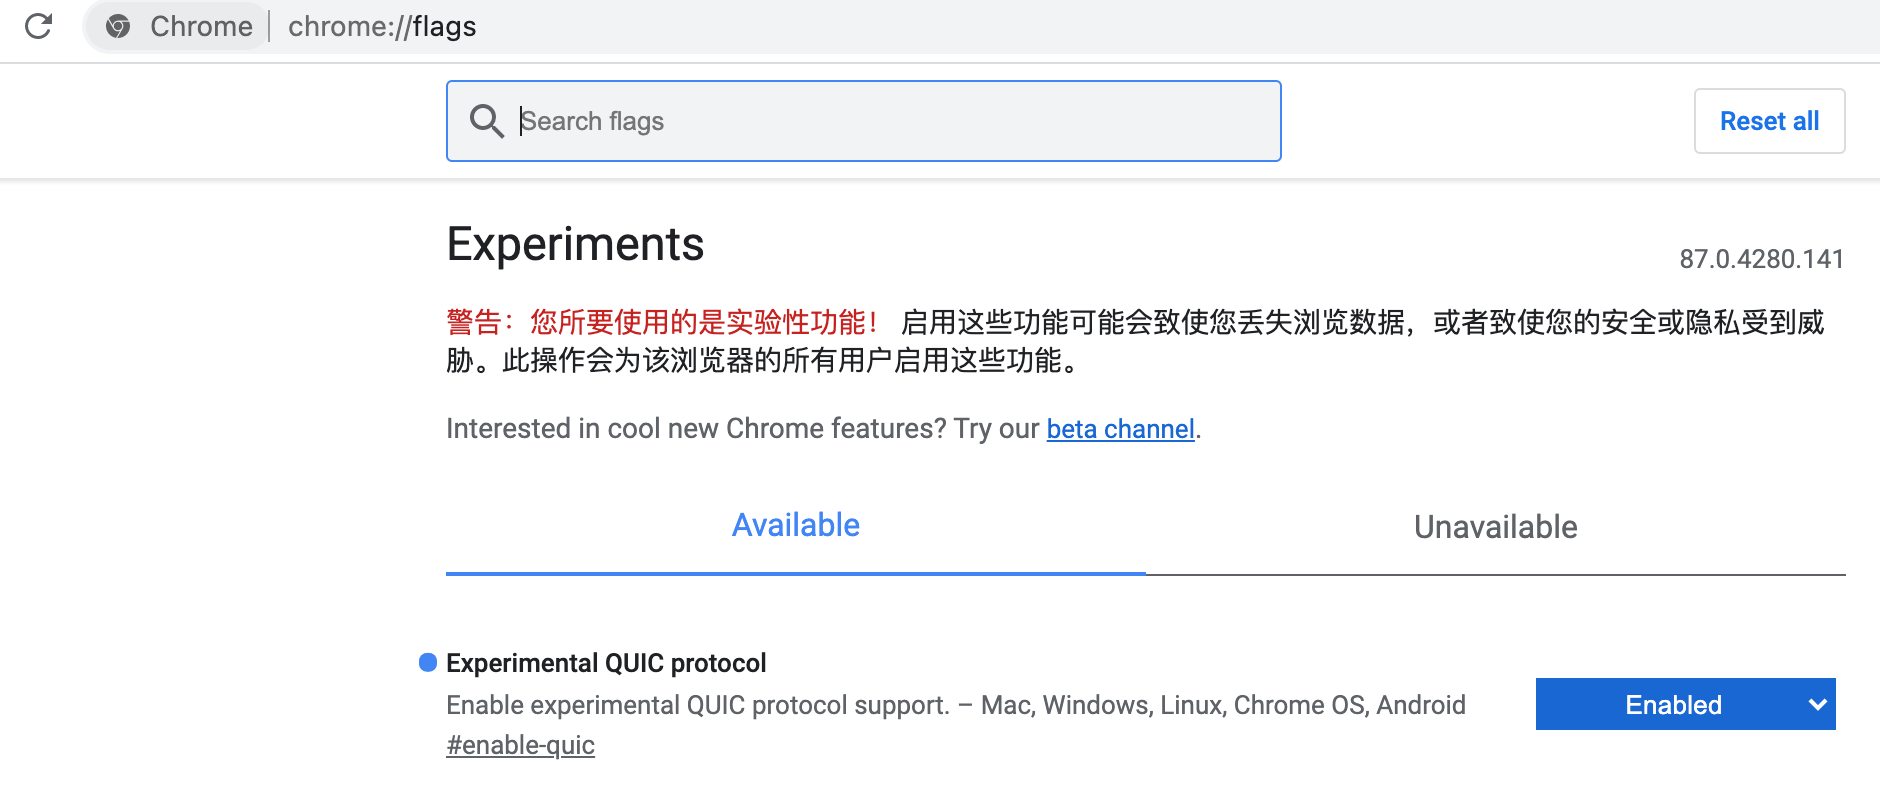 Chrome chrome://flags
Search flags
Reset all
Experiments
87.0.4280.141
警告：您所要使用的是实验性功能！ 启用这些功能可能会致使您丢失浏览数据，或者致使您的安全或隐私受到威
胁。此操作会为该浏览器的所有用户启用这些功能。
Interested in cool new Chrome features? Try our beta channel.
Available
Unavailable
Experimental QUIC protocol
Enable experimental QUIC protocol support. – Mac, Windows, Linux, Chrome OS, Android
#enable-quic
Enabled